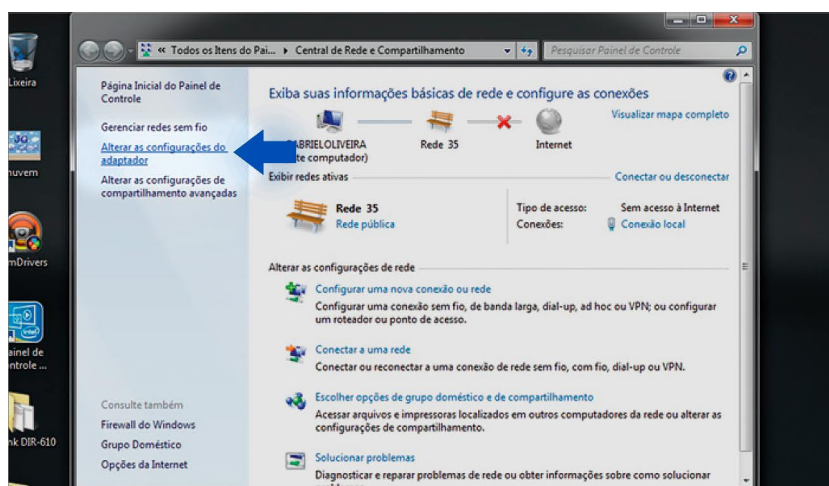 Lixeira
nuvem
mDrivers
ainel de
ntrole ...
nk DIR-610
Todos os Itens do Pai...
Central de Rede e Compartilhamento
Pesquisar Painel de Controle
Página Inicial do Painel de
Controle
Gerenciar redes sem fio
Alterar as configurações do
adaptador
Alterar as configurações de
compartilhamento avançadas
Consulte também
Firewall do Windows
Grupo Doméstico
Opções da Internet
Exiba suas informações básicas de rede e configure as conexões
Visualizar mapa completo
ABRIELOLIVEIRA
Rede 35
Internet
te computador)
Exibir redes ativas
Conectar ou desconectar
Rede 35
Rede pública
Tipo de acesso:
Sem acesso à Internet
Conexões:
Conexão local
Alterar as configurações de rede
Configurar uma nova conexão ou rede
Configurar uma conexão sem fio, de banda larga, dial-up, ad hoc ou VPN; ou configurar
um roteador ou ponto de acesso.
Conectar a uma rede
Conectar ou reconectar a uma conexão de rede sem fio, com fio, dial-up ou VPN.
Escolher opções de grupo doméstico e de compartilhamento
Acessar arquivos e impressoras localizados em outros computadores da rede ou alterar as
configurações de compartilhamento.
Solucionar problemas
Diagnosticar e reparar problemas de rede ou obter informações sobre como solucionar